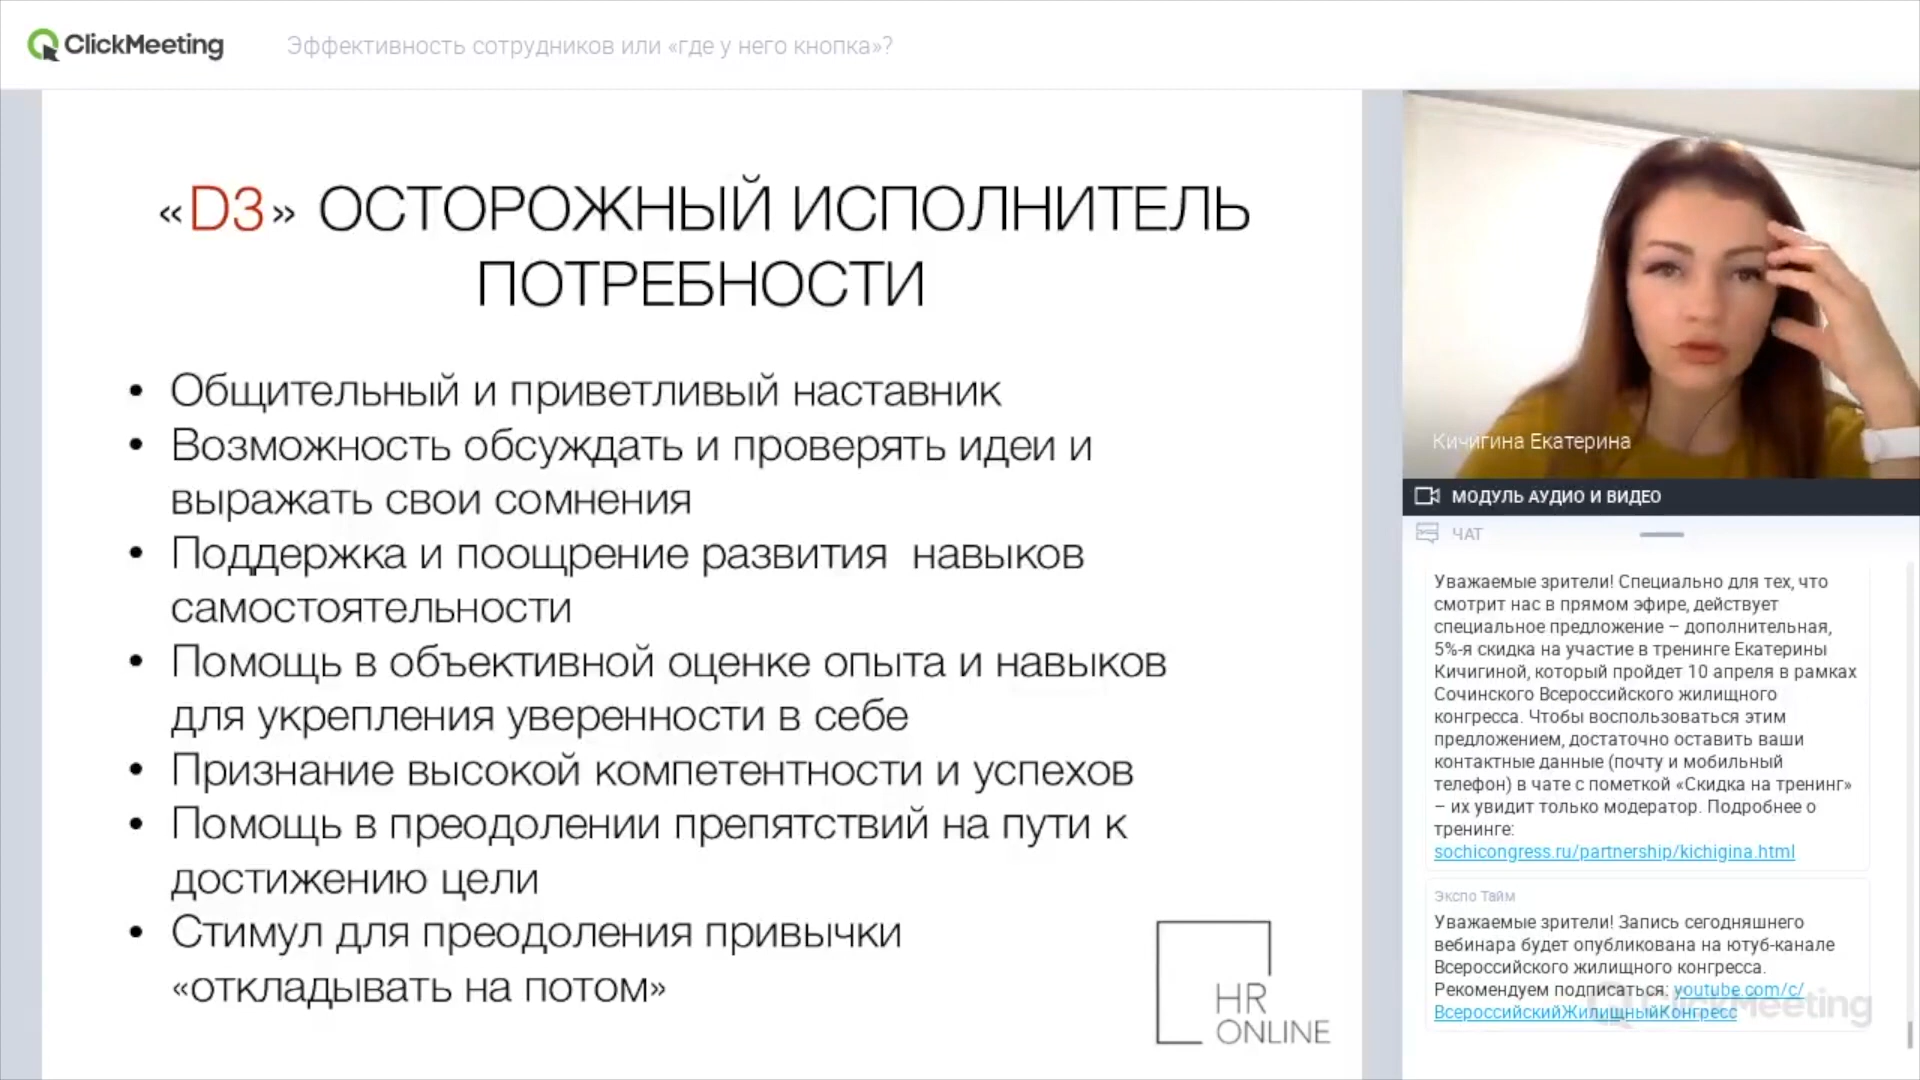 ClickMeeting
Эффективность сотрудников или «где у него кнопка»?
«D3» ОСТОРОЖНЫЙ ИСПОЛНИТЕЛЬ
ПОТРЕБНОСТИ
• Общительный и приветливый наставник
• Возможность обсуждать и проверять идеи и
выражать свои сомнения
• Поддержка и поощрение развития навыков
самостоятельности
• Помощь в объективной оценке опыта и навыков
для укрепления уверенности в себе
• Признание высокой компетентности и успехов
• Помощь в преодолении препятствий на пути к
достижению цели
• Стимул для преодоления привычки
«откладывать на потом»
HR
ONLINE
Кичигина Екатерина
МОДУЛЬ АУДИО И ВИДЕО
ЧАТ
Уважаемые зрители! Специально для тех, что
смотрит нас в прямом эфире, действует
специальное предложение – дополнительная,
5%-я скидка на участие в тренинге Екатерины
Кичигиной, который пройдет 10 апреля в рамках
Сочинского Всероссийского жилищного
конгресса. Чтобы воспользоваться этим
предложением, достаточно оставить ваши
контактные данные (почту и мобильный
телефон) в чате с пометкой «Скидка на тренинг»
– их увидит только модератор. Подробнее о
тренинге:
sochicongress.ru/partnership/kichigina.html
Экспо Тайм
Уважаемые зрители! Запись сегодняшнего
вебинара будет опубликована на ютуб-канале
Всероссийского жилищного конгресса.
Рекомендуем подписаться: youtube.com/c/
ВсероссийскийЖилищныйКонгресс
ClickMeeting